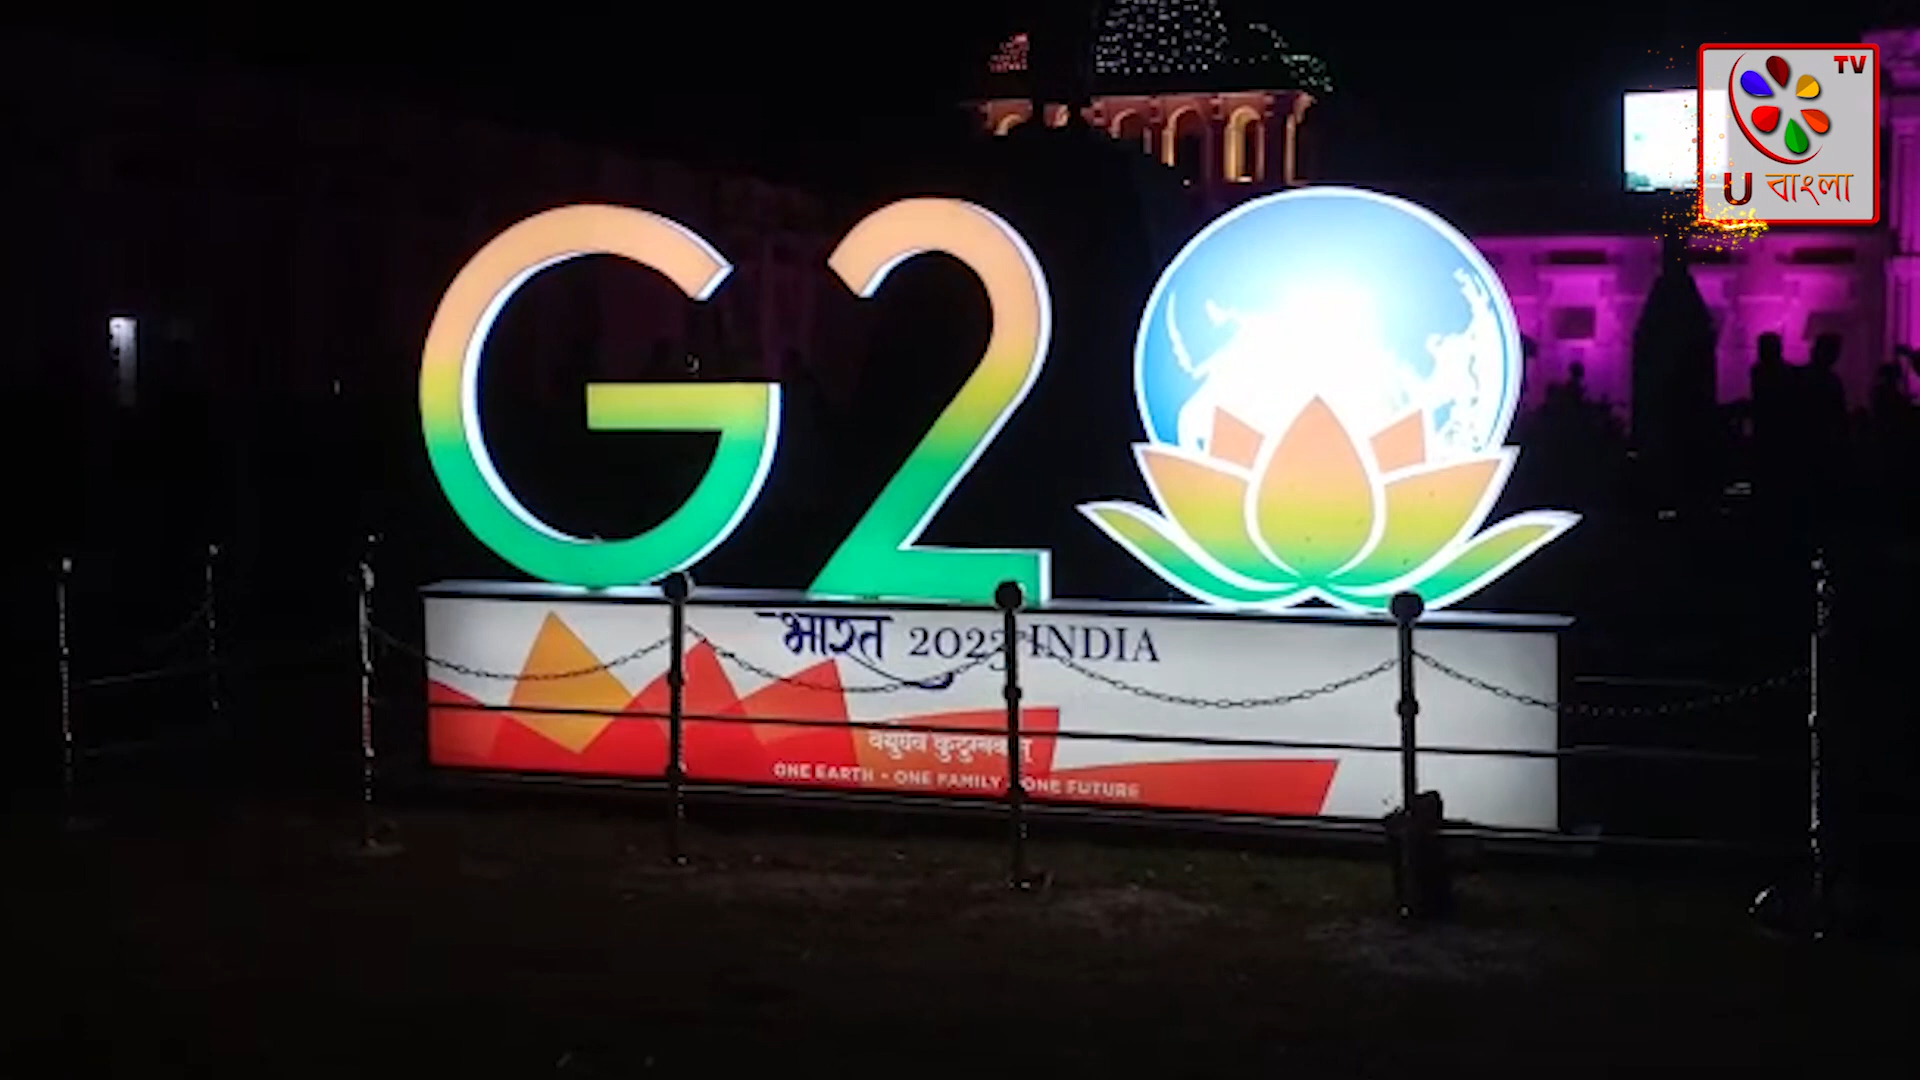 TV
U বাংলা
G20
भारत 2023 INDIA
वसुधैव कुटुम्बकम्
ONE EARTH • ONE FAMILY • ONE FUTURE